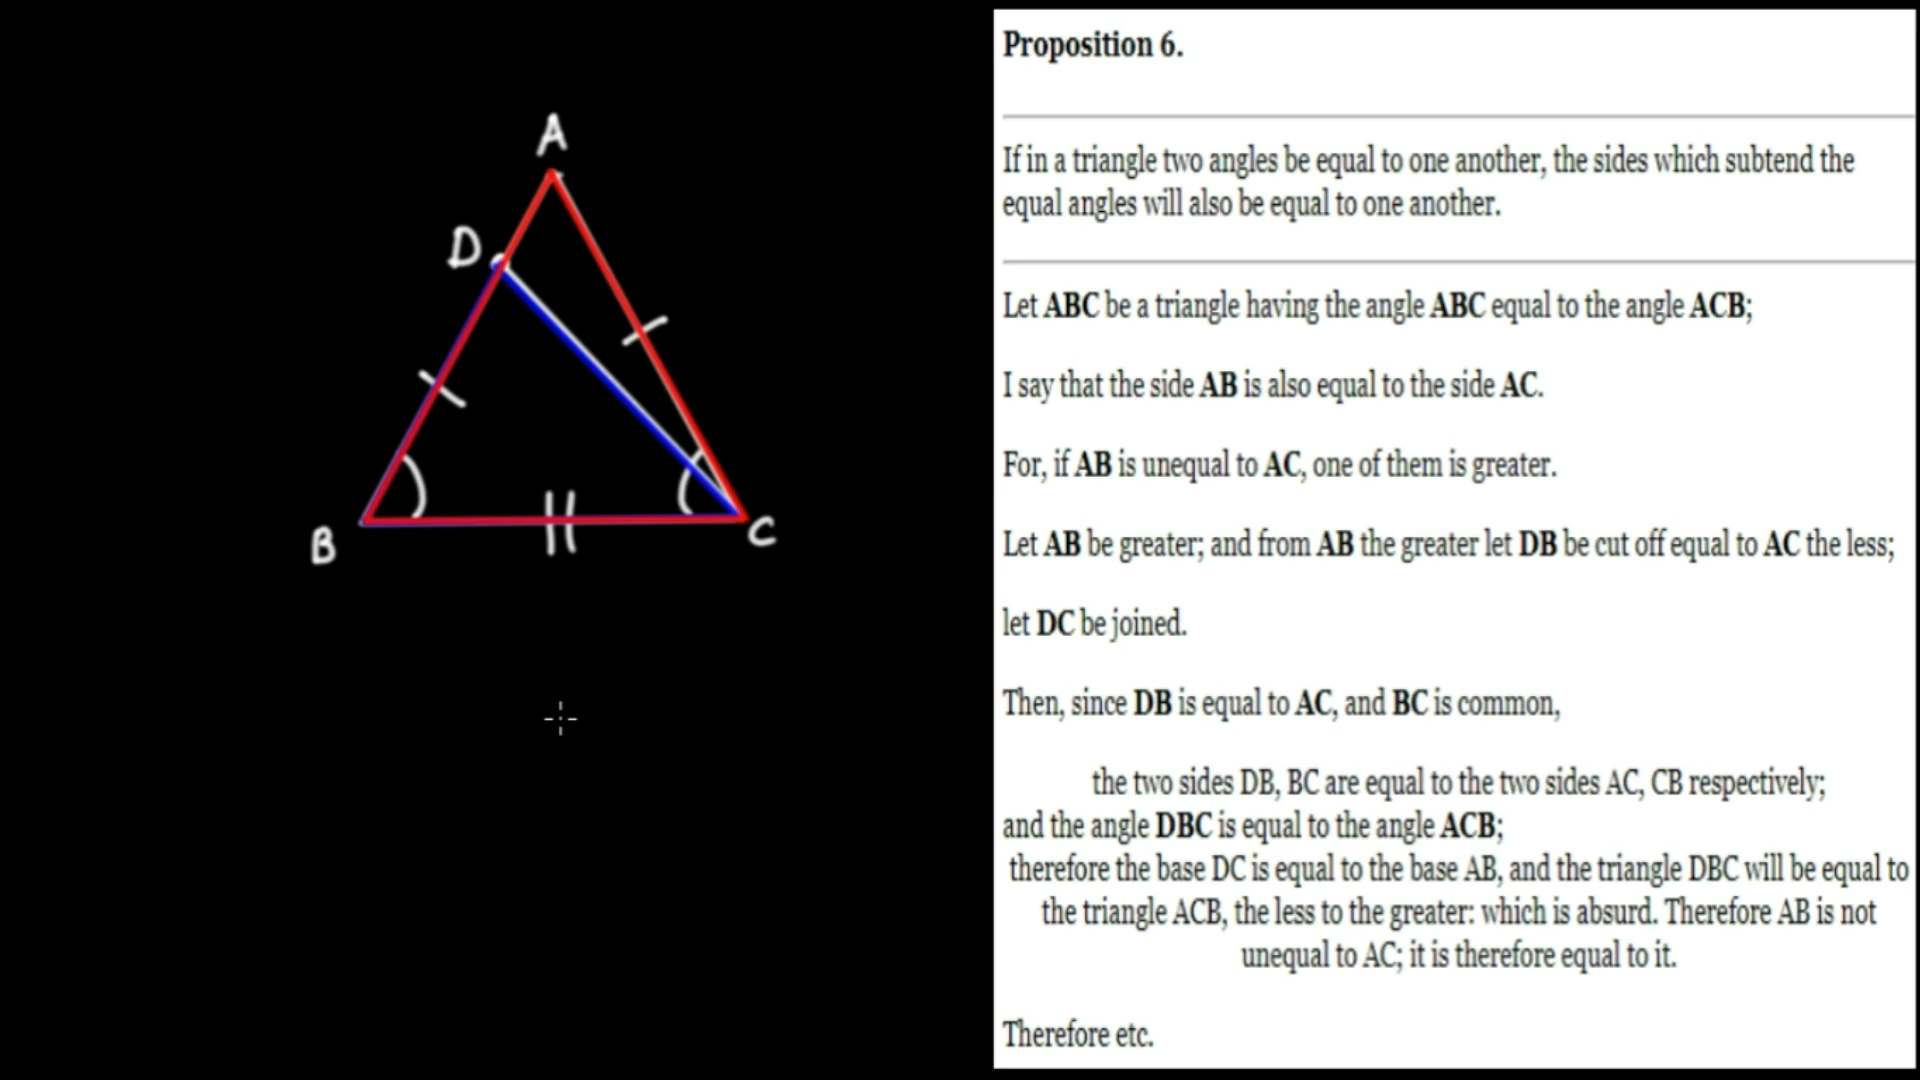 A
D
B
C
Proposition 6.
If in a triangle two angles be equal to one another, the sides which subtend the
equal angles will also be equal to one another.
Let ABC be a triangle having the angle ABC equal to the angle ACB;
I say that the side AB is also equal to the side AC.
For, if AB is unequal to AC, one of them is greater.
Let AB be greater; and from AB the greater let DB be cut off equal to AC the less;
let DC be joined.
Then, since DB is equal to AC, and BC is common,
the two sides DB, BC are equal to the two sides AC, CB respectively;
and the angle DBC is equal to the angle ACB;
therefore the base DC is equal to the base AB, and the triangle DBC will be equal to
the triangle ACB, the less to the greater: which is absurd. Therefore AB is not
unequal to AC; it is therefore equal to it.
Therefore etc.